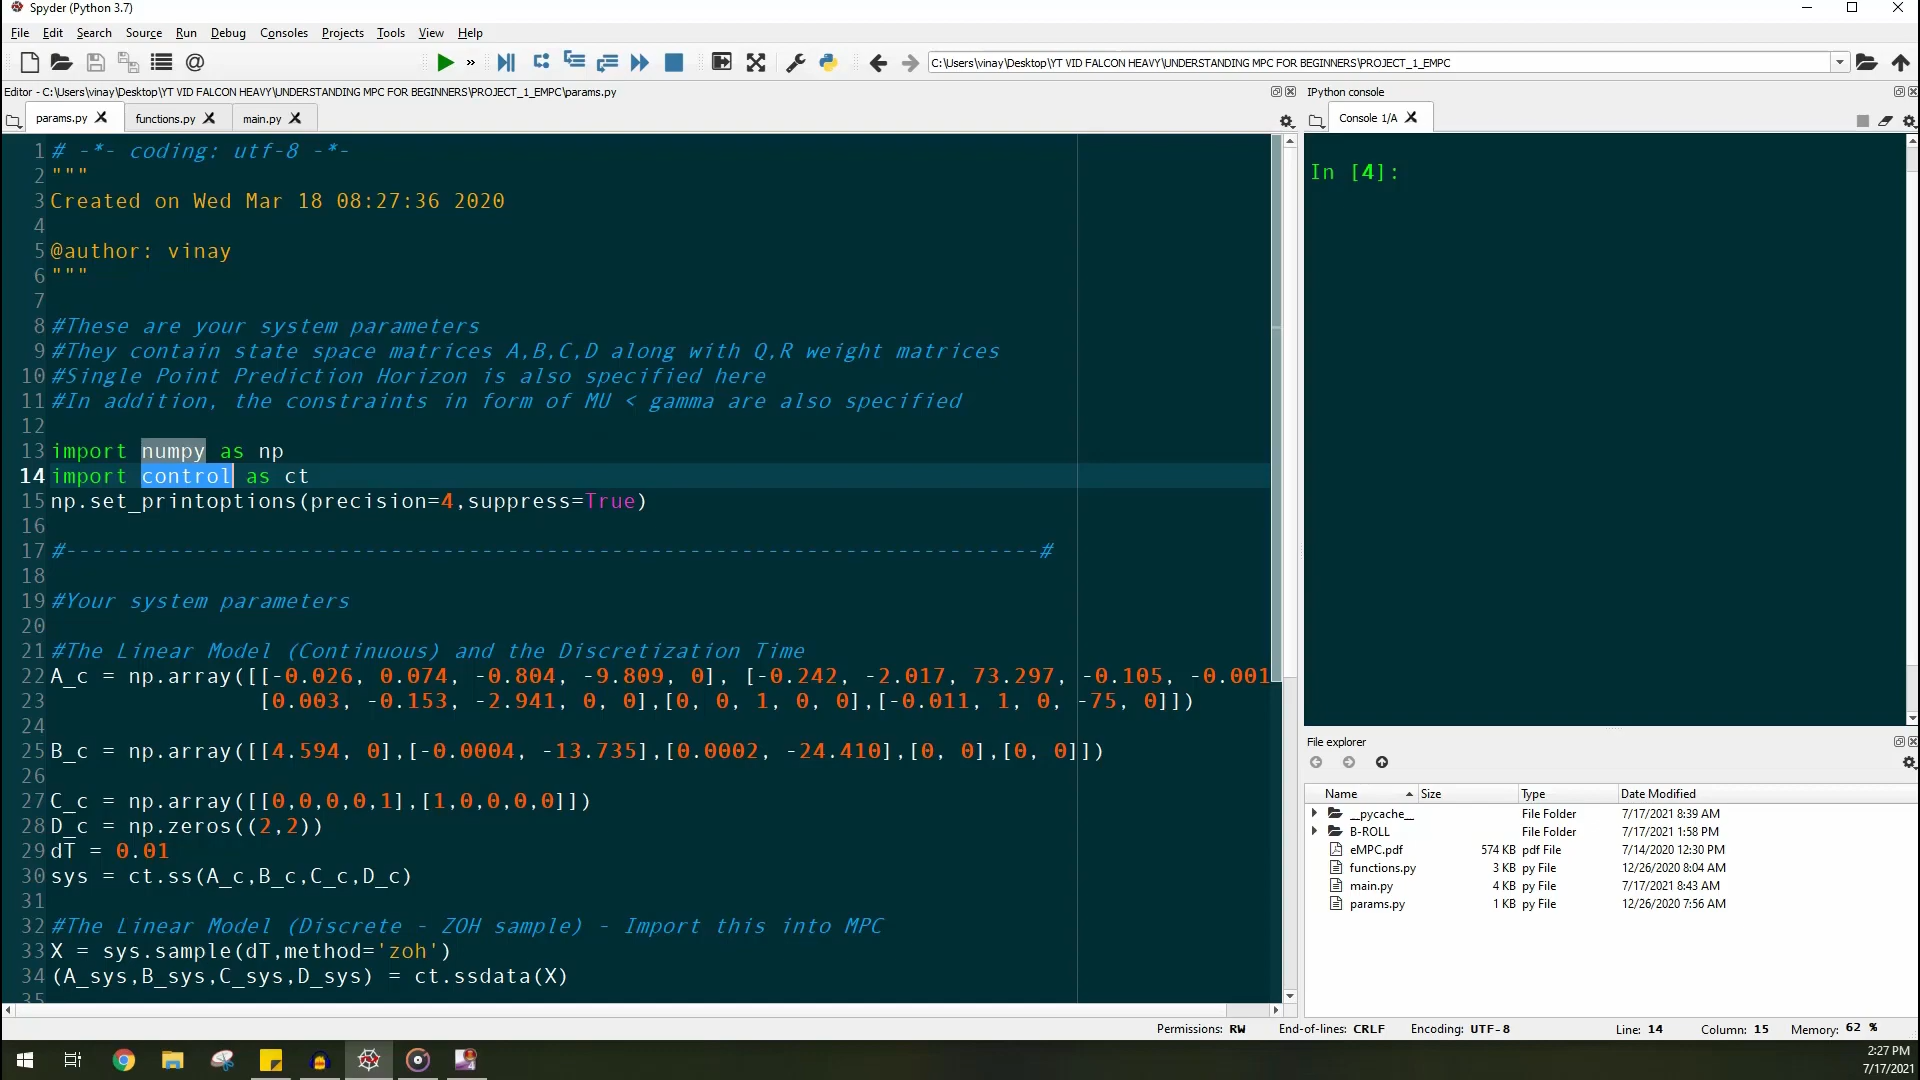 Spyder (Python 3.7)
File Edit Search Source Run Debug Consoles Projects Tools View Help
C:\Users\vinay\Desktop\YT VID FALCON HEAVY\UNDERSTANDING MPC FOR BEGINNERS\PROJECT_1_EMPC
Editor - C:\Users\vinay\Desktop\YT VID FALCON HEAVY\UNDERSTANDING MPC FOR BEGINNERS\PROJECT_1_EMPC\params.py
params.py functions.py main.py
1 # -*- coding: utf-8 -*-
2 """
3 Created on Wed Mar 18 08:27:36 2020
4
5 @author: vinay
6 """
7
8 #These are your system parameters
9 #They contain state space matrices A,B,C,D along with Q,R weight matrices
10 #Single Point Prediction Horizon is also specified here
11 #In addition, the constraints in form of MU < gamma are also specified
12
13 import numpy as np
14 import control as ct
15 np.set_printoptions(precision=4,suppress=True)
16
17 #---------------------------------------------------------------------------#
18
19 #Your system parameters
20
21 #The Linear Model (Continuous) and the Discretization Time
22 A_c = np.array([[-0.026, 0.074, -0.804, -9.809, 0], [-0.242, -2.017, 73.297, -0.105, -0.001
23 [0.003, -0.153, -2.941, 0, 0],[0, 0, 1, 0, 0],[-0.011, 1, 0, -75, 0]])
24
25 B_c = np.array([[4.594, 0],[-0.0004, -13.735],[0.0002, -24.410],[0, 0],[0, 0]])
26
27 C_c = np.array([[0,0,0,0,1],[1,0,0,0,0]])
28 D_c = np.zeros((2,2))
29 dT = 0.01
30 sys = ct.ss(A_c,B_c,C_c,D_c)
31
32 #The Linear Model (Discrete - ZOH sample) - Import this into MPC
33 X = sys.sample(dT,method='zoh')
34 (A_sys,B_sys,C_sys,D_sys) = ct.ssdata(X)
35
IPython console
Console 1/A
In [4]:
File explorer
Name Size Type Date Modified
__pycache__ File Folder 7/17/2021 8:39 AM
B-ROLL File Folder 7/17/2021 1:58 PM
eMPC.pdf 574 KB pdf File 7/14/2020 12:30 PM
functions.py 3 KB py File 12/26/2020 8:04 AM
main.py 4 KB py File 7/17/2021 8:43 AM
params.py 1 KB py File 12/26/2020 7:56 AM
Permissions: RW End-of-lines: CRLF Encoding: UTF-8 Line: 14 Column: 15 Memory: 62 %
2:27 PM
7/17/2021